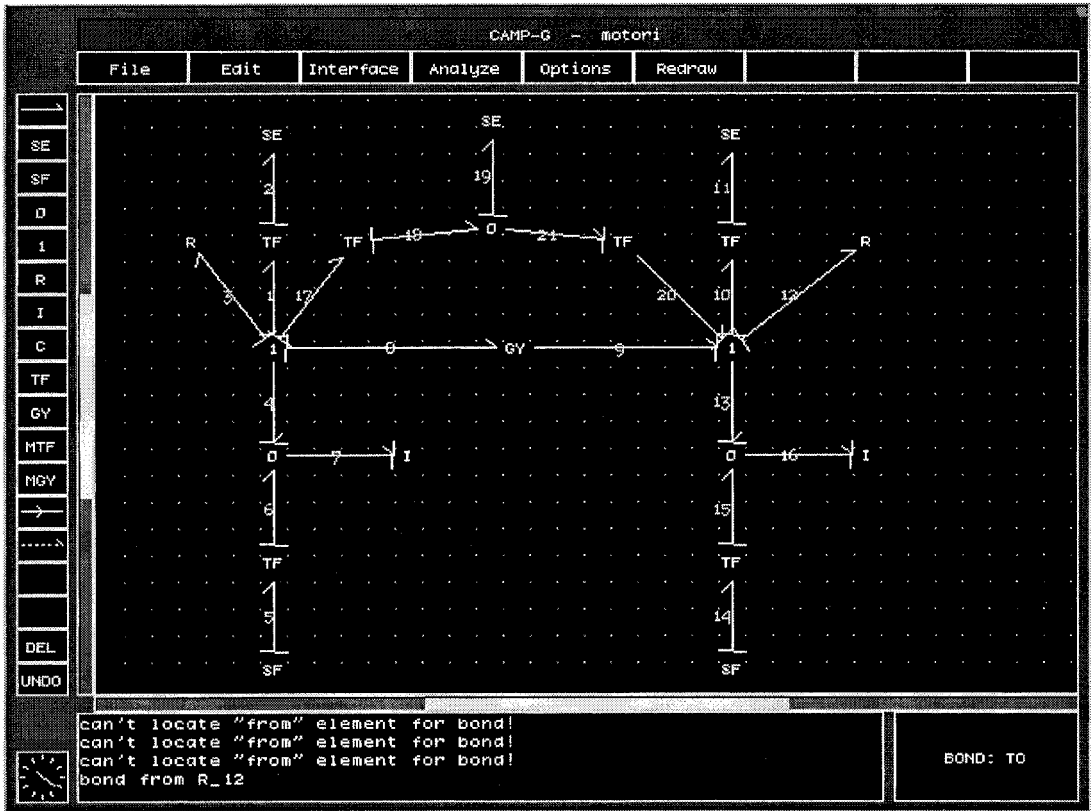 CAMP-G - motori
File Edit Interface Analyze Options Redraw
SE
SF
0
1
R
I
C
TF
GY
MTF
MGY
DEL
UNDO
SE SE SE
2 19 11
R TF TF 18 0 21 TF TF R
3 1 17 20 10 12
1 8 GY 9 1
4 13
0 7 I 0 16 I
6 15
TF TF
5 14
SF SF
can't locate "from" element for bond!
can't locate "from" element for bond!
can't locate "from" element for bond!
bond from R_12
BOND: TO